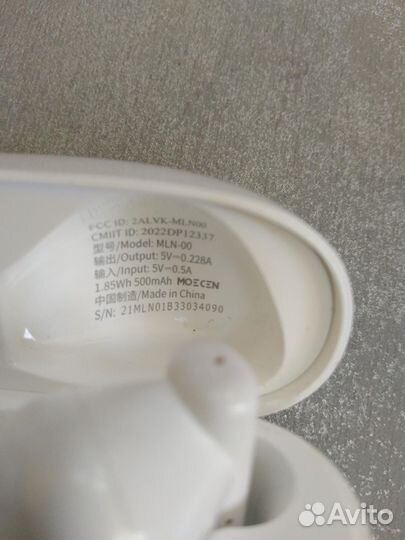 FCC ID: 2ALVK-MLN00
CMIIT ID: 2022DP12337
型号/Model: MLN-00
输出/Output: 5V⎓0.228A
输入/Input: 5V⎓0.5A
1.85Wh 500mAh MOECEN
中国制造/Made in China
S/N: 21MLN01B33034090
Avito